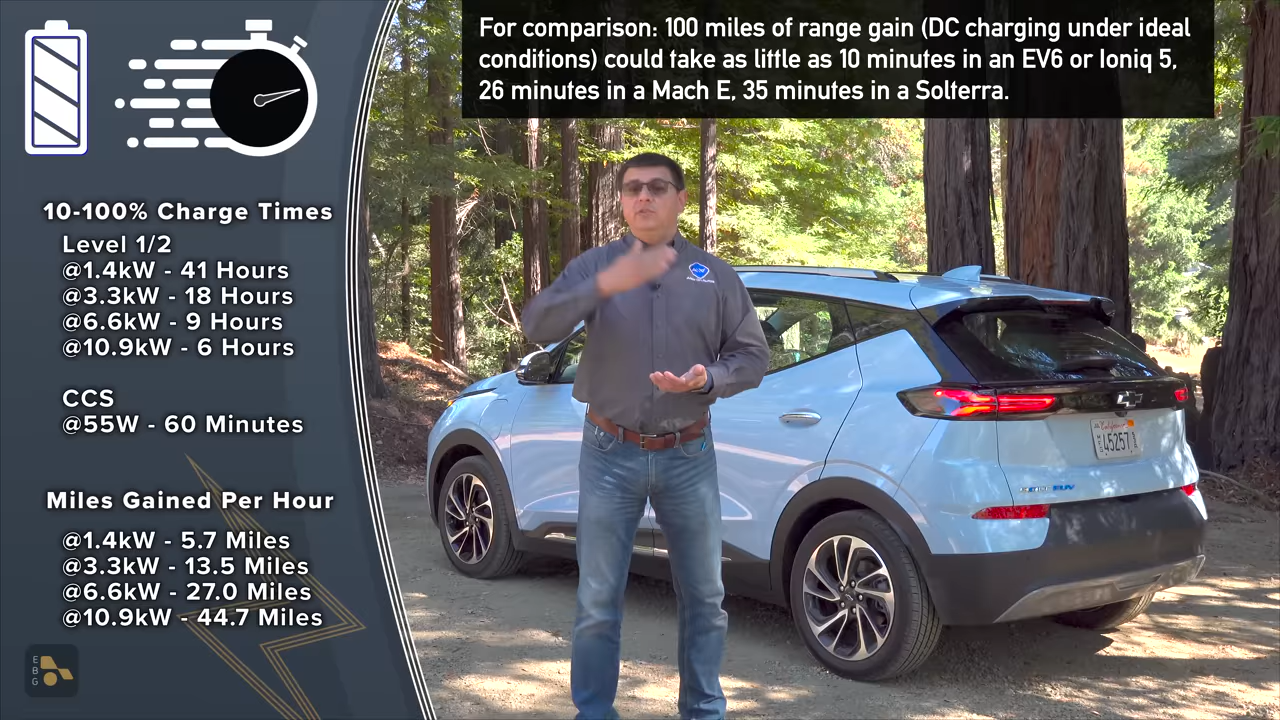 For comparison: 100 miles of range gain (DC charging under ideal
conditions) could take as little as 10 minutes in an EV6 or Ioniq 5,
26 minutes in a Mach E, 35 minutes in a Solterra.
10-100% Charge Times
Level 1/2
@1.4kW - 41 Hours
@3.3kW - 18 Hours
@6.6kW - 9 Hours
@10.9kW - 6 Hours
CCS
@55W - 60 Minutes
Miles Gained Per Hour
@1.4kW - 5.7 Miles
@3.3kW - 13.5 Miles
@6.6kW - 27.0 Miles
@10.9kW - 44.7 Miles
E
B
G
California
45257
EUV